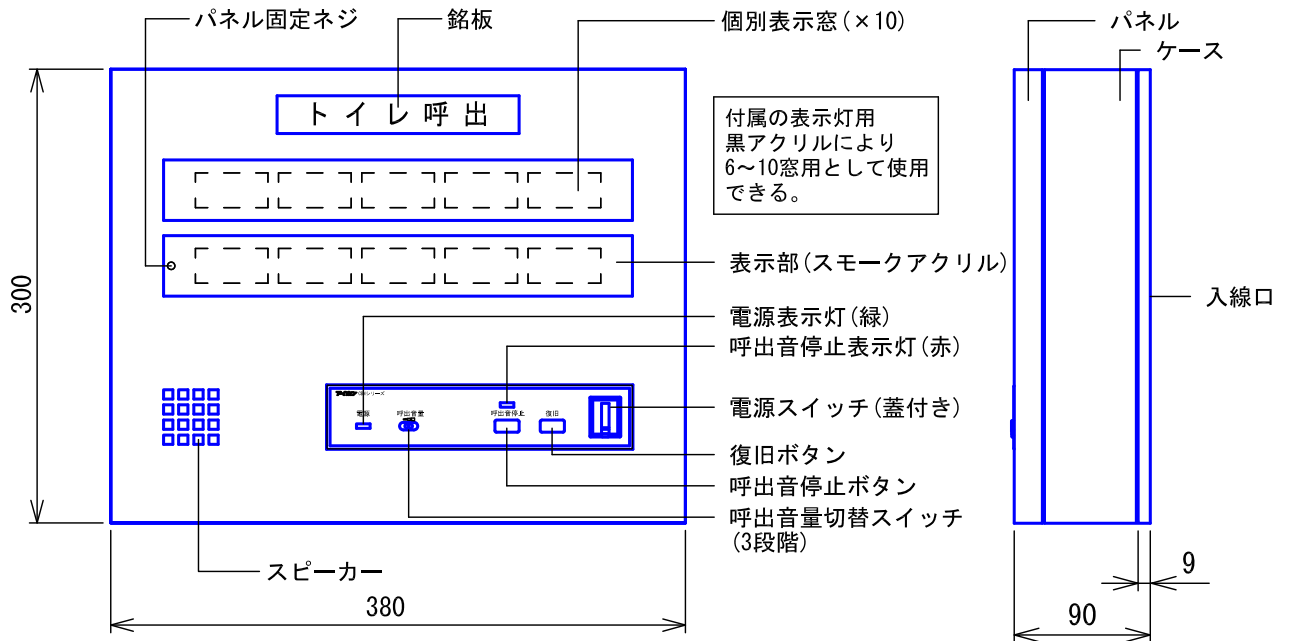 パネル固定ネジ
銘板
個別表示窓(×10)
パネル
ケース
トイレ呼出
付属の表示灯用
黒アクリルにより
6～10窓用として使用
できる。
表示部(スモークアクリル)
300
入線口
電源表示灯(緑)
呼出音停止表示灯(赤)
電源スイッチ(蓋付き)
電源
呼出音量
呼出音停止
復旧
復旧ボタン
呼出音停止ボタン
呼出音量切替スイッチ
(3段階)
スピーカー
380
9
90